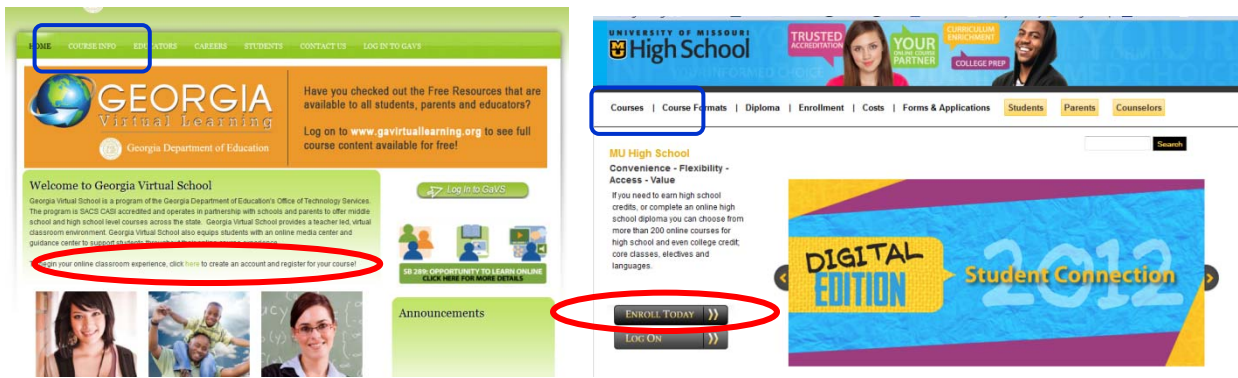 HOME COURSE INFO EDUCATORS CAREERS STUDENTS CONTACT US LOG IN TO GAVS
GEORGIA
Virtual Learning
Georgia Department of Education
Have you checked out the Free Resources that are
available to all students, parents and educators?
Log on to www.gavirtuallearning.org to see full
course content available for free!
Welcome to Georgia Virtual School
Georgia Virtual School is a program of the Georgia Department of Education's Office of Technology Services.
The program is SACS CASI accredited and operates in partnership with schools and parents to offer middle
school and high school level courses across the state. Georgia Virtual School provides a teacher led, virtual
classroom environment. Georgia Virtual School also equips students with an online media center and
guidance center to support students
begin your online classroom experience, click here to create an account and register for your course!
Log In to GaVS
SB 289: OPPORTUNITY TO LEARN ONLINE
CLICK HERE FOR MORE DETAILS
Announcements
UNIVERSITY OF MISSOURI
High School
TRUSTED
ACCREDITATION
YOUR
ONLINE COURSE
PARTNER
CURRICULUM
ENRICHMENT
COLLEGE PREP
Courses | Course Formats | Diploma | Enrollment | Costs | Forms & Applications Students Parents Counselors
Search
MU High School
Convenience - Flexibility -
Access - Value
If you need to earn high school
credits, or complete an online high
school diploma you can choose from
more than 200 online courses for
high school and even college credit;
core classes, electives and
languages.
ENROLL TODAY
LOG ON
DIGITAL
EDITION
Student Connection
2012